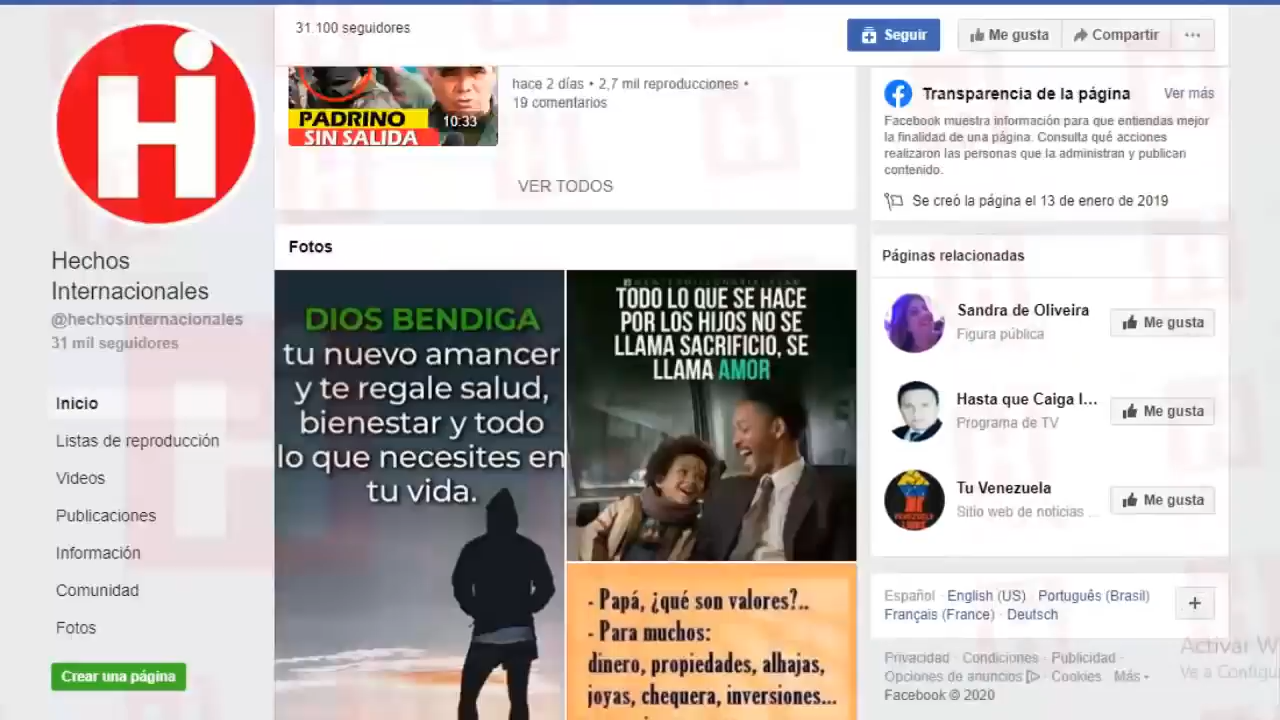 31.100 seguidores
Seguir
Me gusta
Compartir
hace 2 días • 2,7 mil reproducciones •
19 comentarios
PADRINO
SIN SALIDA
10:33
VER TODOS
Transparencia de la página
Ver más
Facebook muestra información para que entiendas mejor
la finalidad de una página. Consulta qué acciones
realizaron las personas que la administran y publican
contenido.
Se creó la página el 13 de enero de 2019
Hi
Hechos
Internacionales
@hechosinternacionales
31 mil seguidores
Inicio
Listas de reproducción
Videos
Publicaciones
Información
Comunidad
Fotos
Crear una página
Fotos
DIOS BENDIGA
tu nuevo amancer
y te regale salud,
bienestar y todo
lo que necesites en
tu vida.
TODO LO QUE SE HACE
POR LOS HIJOS NO SE
LLAMA SACRIFICIO, SE
LLAMA AMOR
- Papá, ¿qué son valores?..
- Para muchos:
dinero, propiedades, alhajas,
joyas, chequera, inversiones...
Páginas relacionadas
Sandra de Oliveira
Figura pública
Me gusta
Hasta que Caiga l...
Programa de TV
Me gusta
Tu Venezuela
Sitio web de noticias ...
Me gusta
Español · English (US) · Português (Brasil) ·
Français (France) · Deutsch
Privacidad · Condiciones · Publicidad ·
Opciones de anuncios · Cookies · Más
Facebook © 2020
Activar W
Ve a Configu